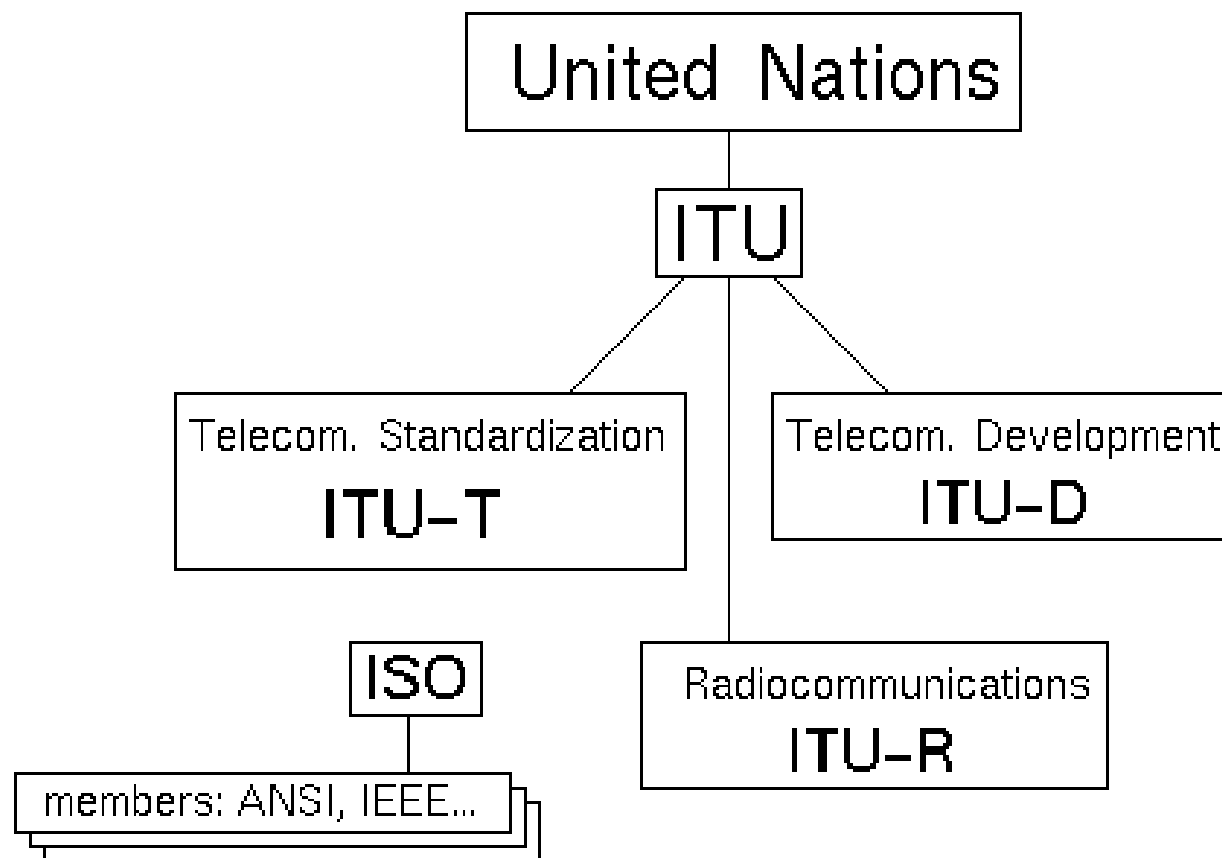 United Nations
ITU
Telecom. Standardization
ITU-T
Telecom. Development
ITU-D
ISO
Radiocommunications
ITU-R
members: ANSI, IEEE...